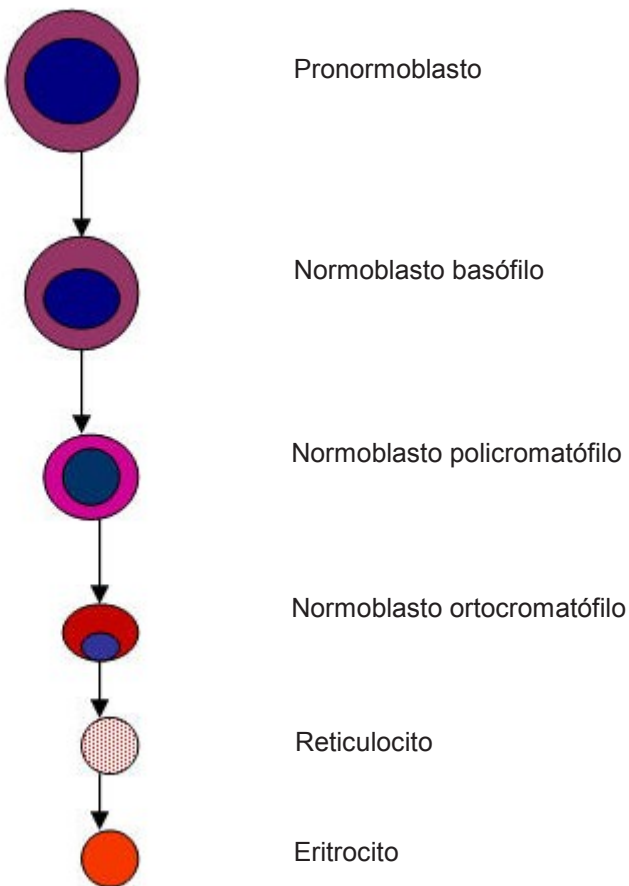 Pronormoblasto
Normoblasto basófilo
Normoblasto policromatófilo
Normoblasto ortocromatófilo
Reticulocito
Eritrocito